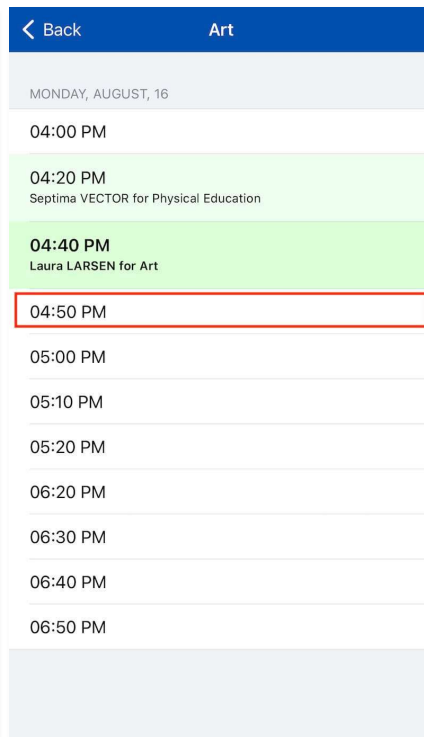 Back
Art
MONDAY, AUGUST, 16
04:00 PM
04:20 PM
Septima VECTOR for Physical Education
04:40 PM
Laura LARSEN for Art
04:50 PM
05:00 PM
05:10 PM
05:20 PM
06:20 PM
06:30 PM
06:40 PM
06:50 PM